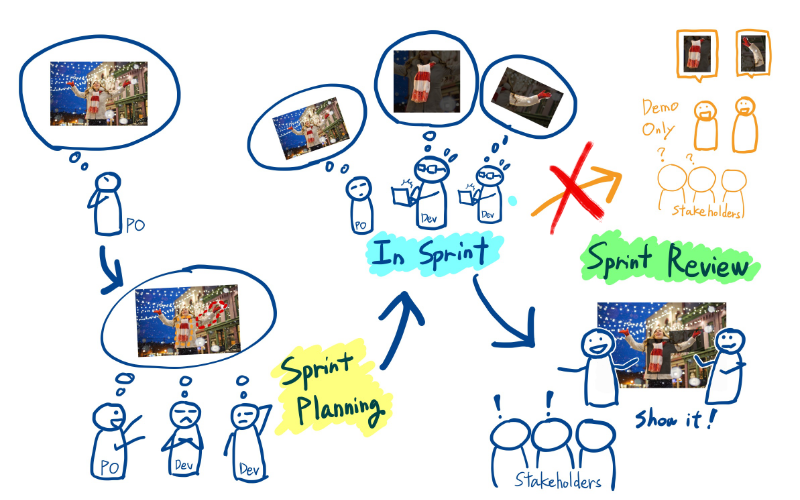 PO
Sprint
Planning
PO
Dev
Dev
PO
Dev
Dev
In Sprint
Demo
Only
?
?
Stakeholders
Sprint Review
Show it!
!
!
Stakeholders